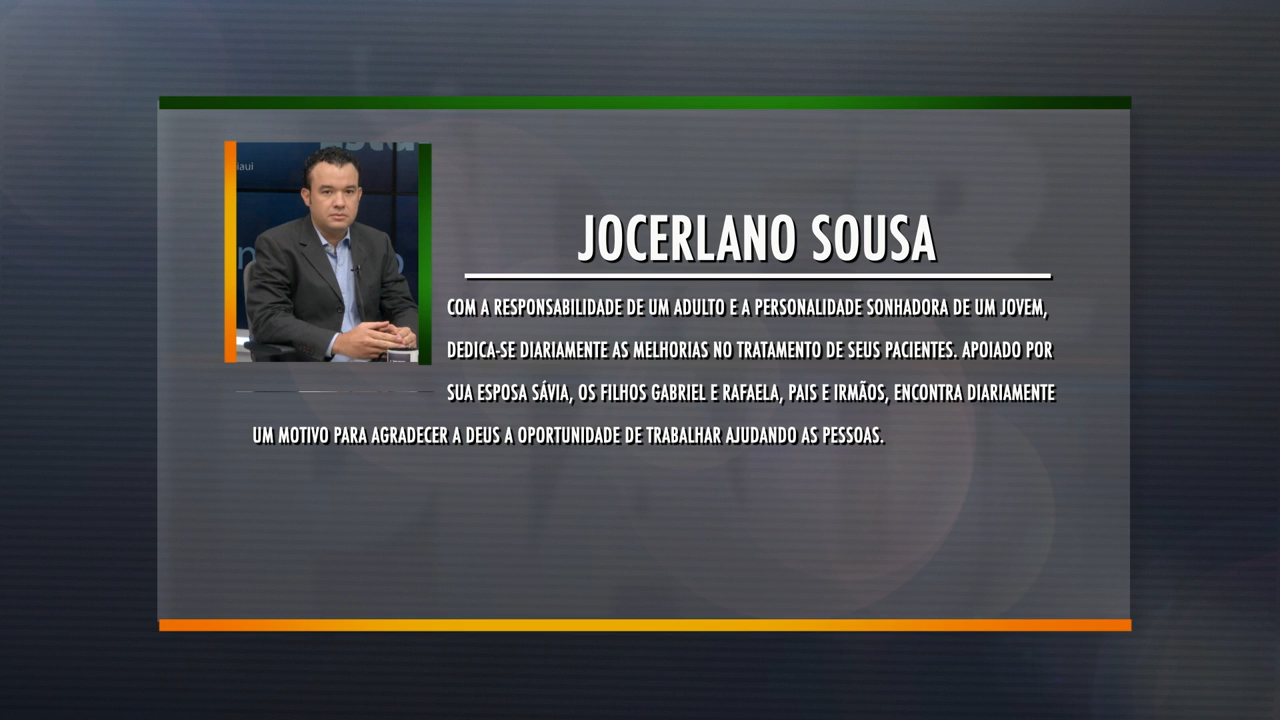 iaui
JOCERLANO SOUSA
COM A RESPONSABILIDADE DE UM ADULTO E A PERSONALIDADE SONHADORA DE UM JOVEM,
DEDICA-SE DIARIAMENTE AS MELHORIAS NO TRATAMENTO DE SEUS PACIENTES. APOIADO POR
SUA ESPOSA SÁVIA, OS FILHOS GABRIEL E RAFAELA, PAIS E IRMÃOS, ENCONTRA DIARIAMENTE
UM MOTIVO PARA AGRADECER A DEUS A OPORTUNIDADE DE TRABALHAR AJUDANDO AS PESSOAS.